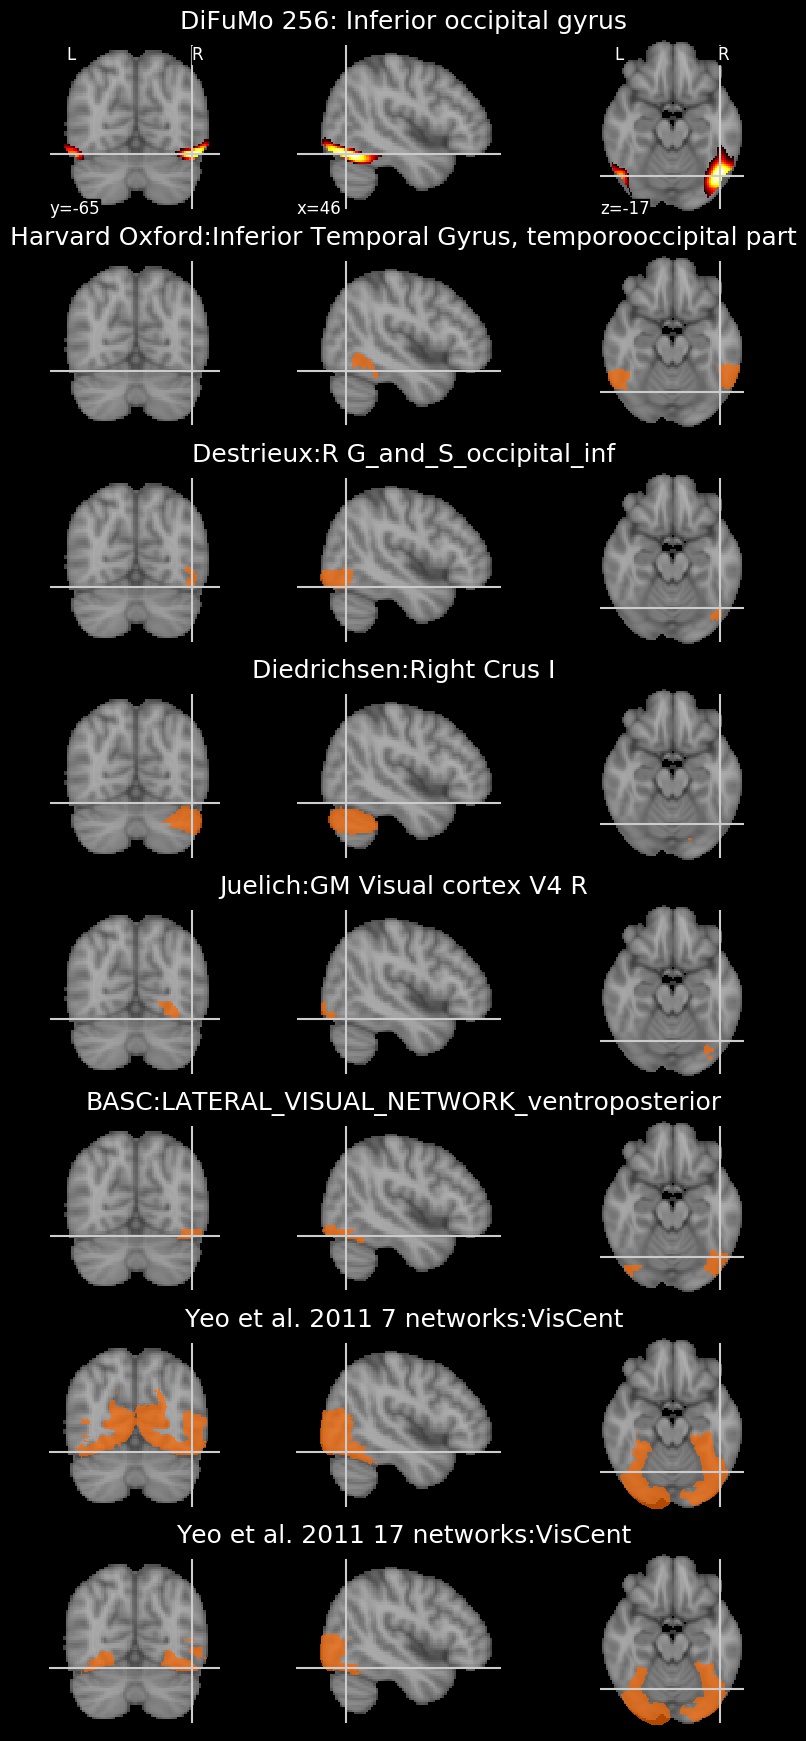 DiFuMo 256: Inferior occipital gyrus
L R L R
y=-65 x=46 z=-17
Harvard Oxford:Inferior Temporal Gyrus, temporooccipital part
Destrieux:R G_and_S_occipital_inf
Diedrichsen:Right Crus I
Juelich:GM Visual cortex V4 R
BASC:LATERAL_VISUAL_NETWORK_ventroposterior
Yeo et al. 2011 7 networks:VisCent
Yeo et al. 2011 17 networks:VisCent